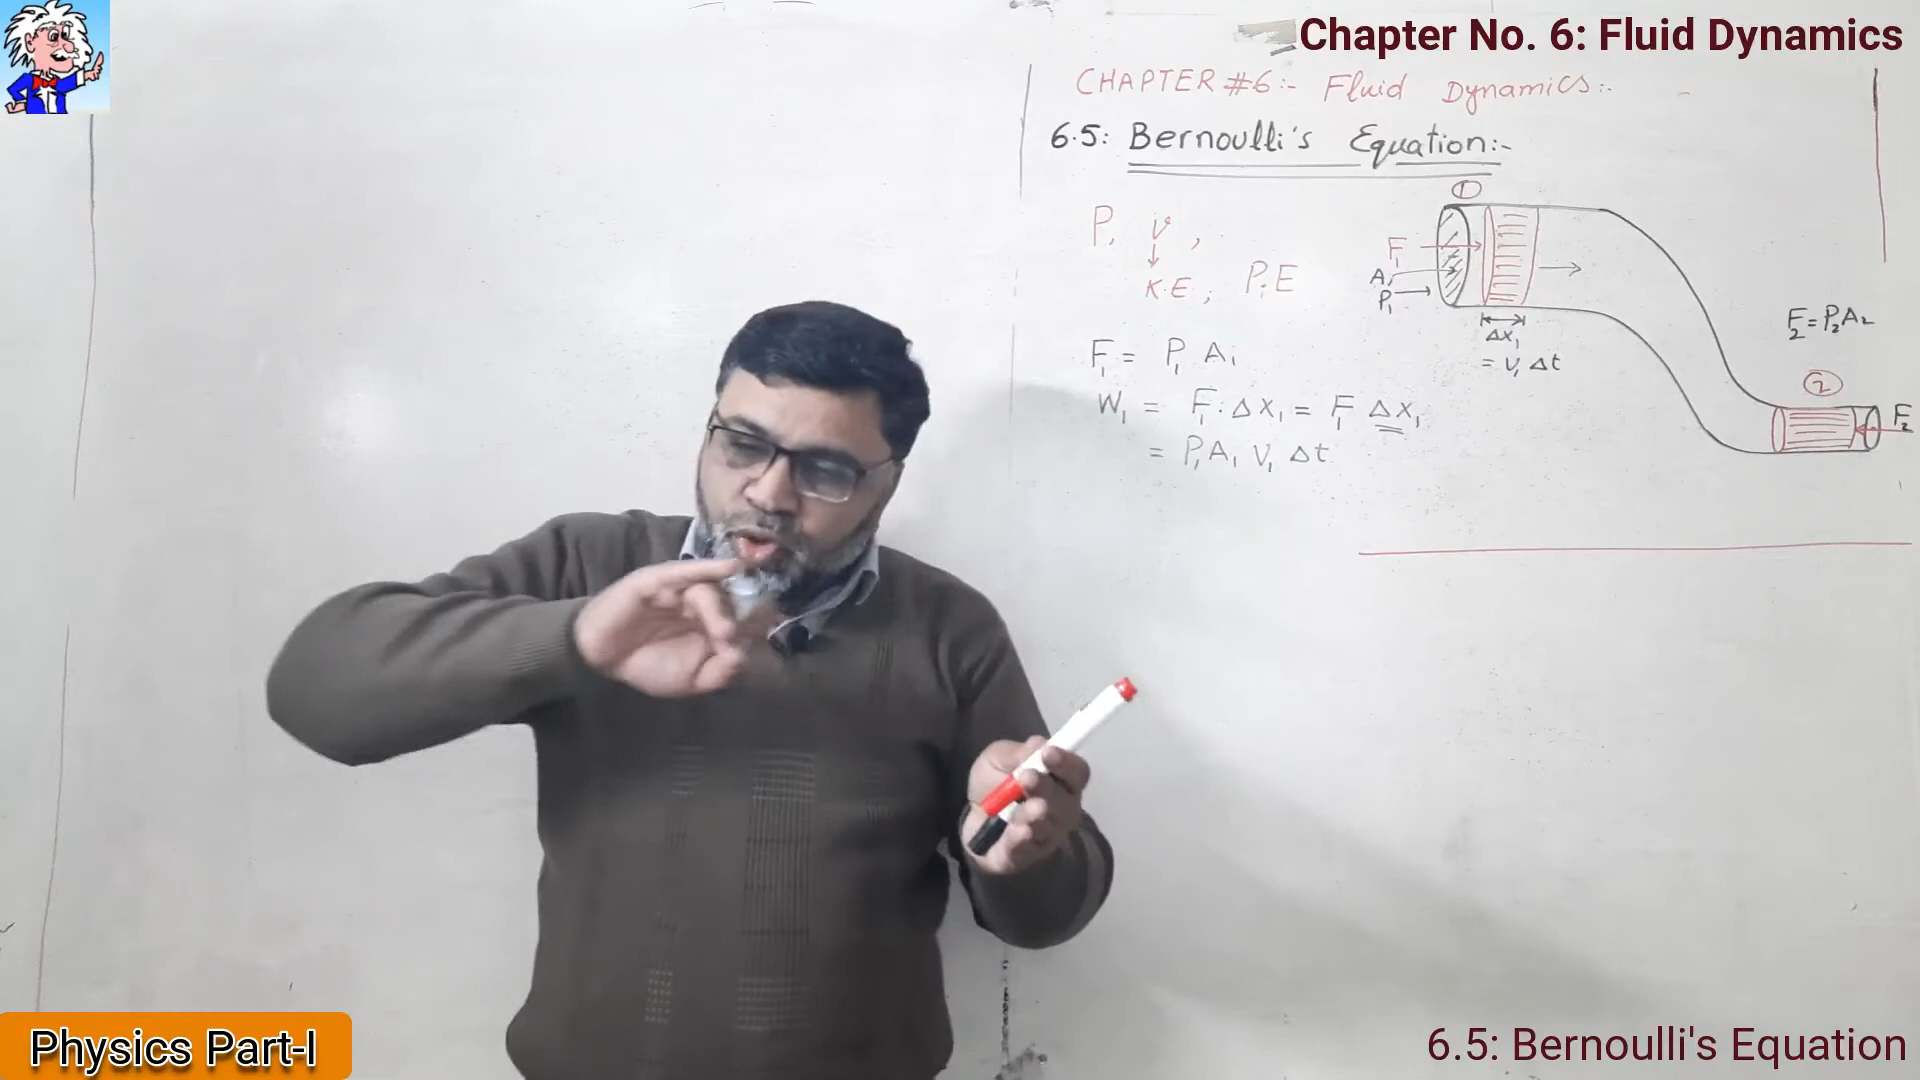 Chapter No. 6: Fluid Dynamics
CHAPTER #6:- Fluid Dynamics:-
6.5: Bernoulli's Equation:-
P, v,
↓
K.E, P.E
F₁ = P₁ A₁
W₁ = F₁ . Δx₁ = F₁ Δx₁
= P₁ A₁ V₁ Δt
①
F₁
A₁
P₁
Δx₁
= V₁ Δt
F₂ = P₂A₂
②
F₂
Physics Part-I
6.5: Bernoulli's Equation